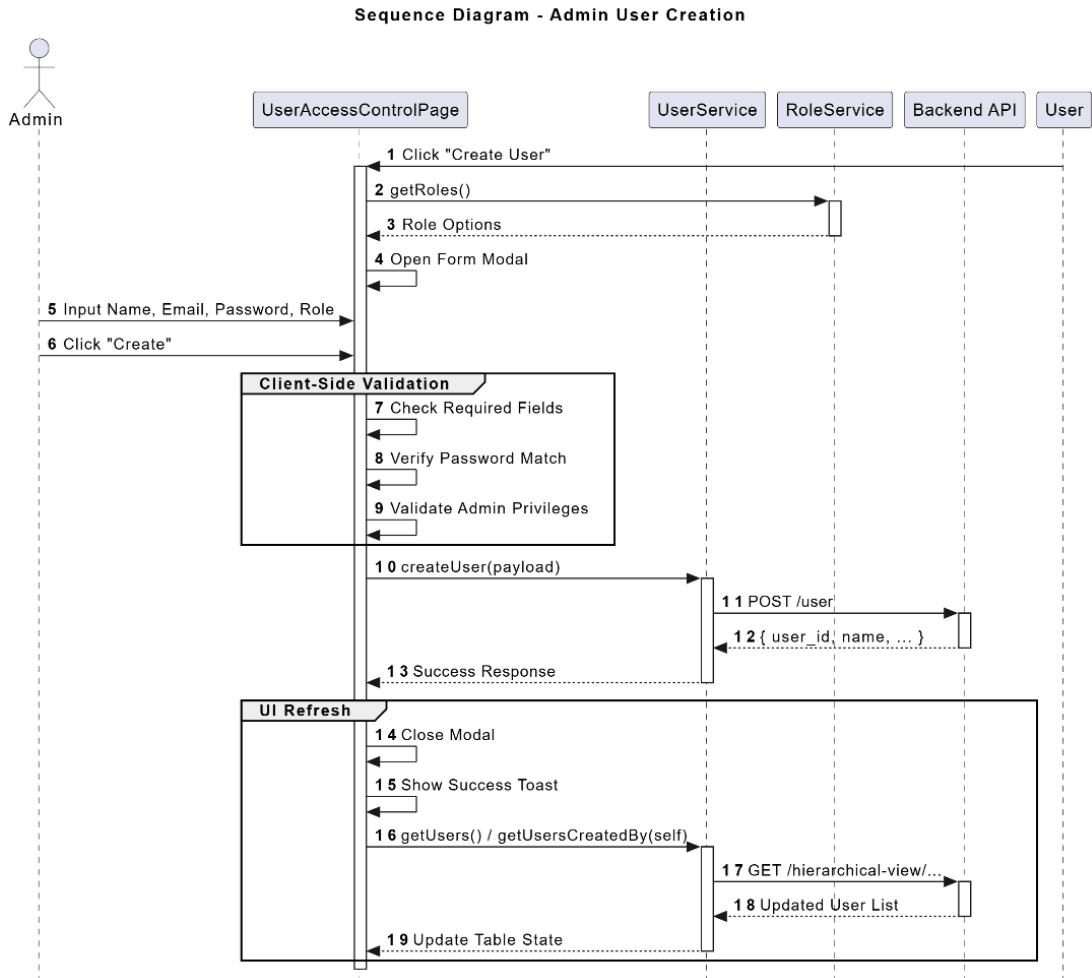 Sequence Diagram - Admin User Creation
Admin
UserAccessControlPage
UserService
RoleService
Backend API
User
1 Click "Create User"
2 getRoles()
3 Role Options
4 Open Form Modal
5 Input Name, Email, Password, Role
6 Click "Create"
Client-Side Validation
7 Check Required Fields
8 Verify Password Match
9 Validate Admin Privileges
10 createUser(payload)
11 POST /user
12 { user_id, name, ... }
13 Success Response
UI Refresh
14 Close Modal
15 Show Success Toast
16 getUsers() / getUsersCreatedBy(self)
17 GET /hierarchical-view/...
18 Updated User List
19 Update Table State